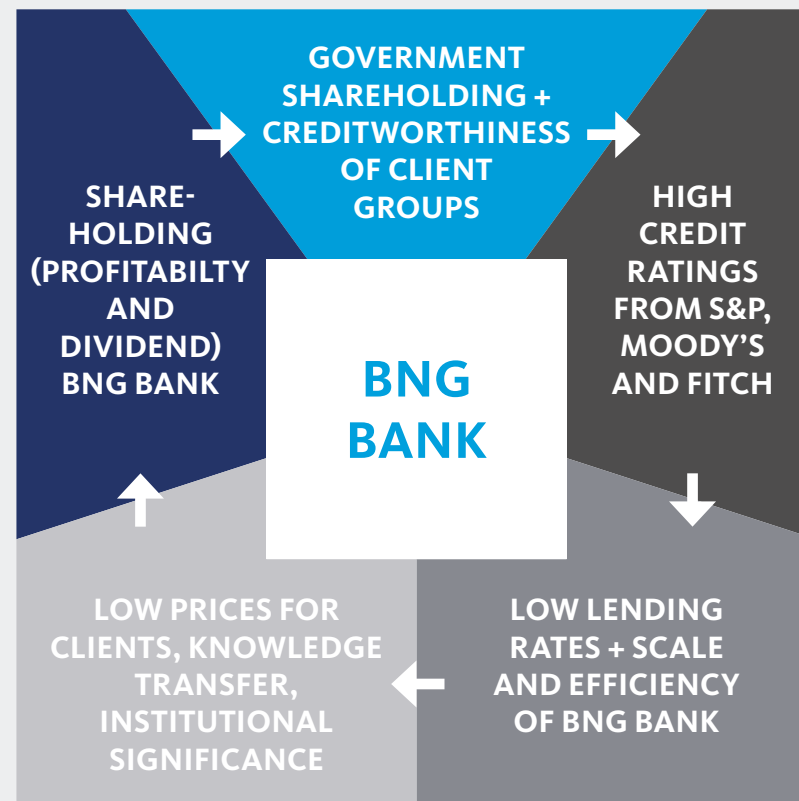 GOVERNMENT
SHAREHOLDING +
CREDITWORTHINESS
OF CLIENT
GROUPS
HIGH
CREDIT
RATINGS
FROM S&P,
MOODY'S
AND FITCH
LOW LENDING
RATES + SCALE
AND EFFICIENCY
OF BNG BANK
LOW PRICES FOR
CLIENTS, KNOWLEDGE
TRANSFER,
INSTITUTIONAL
SIGNIFICANCE
SHARE-
HOLDING
(PROFITABILTY
AND
DIVIDEND)
BNG BANK
BNG
BANK